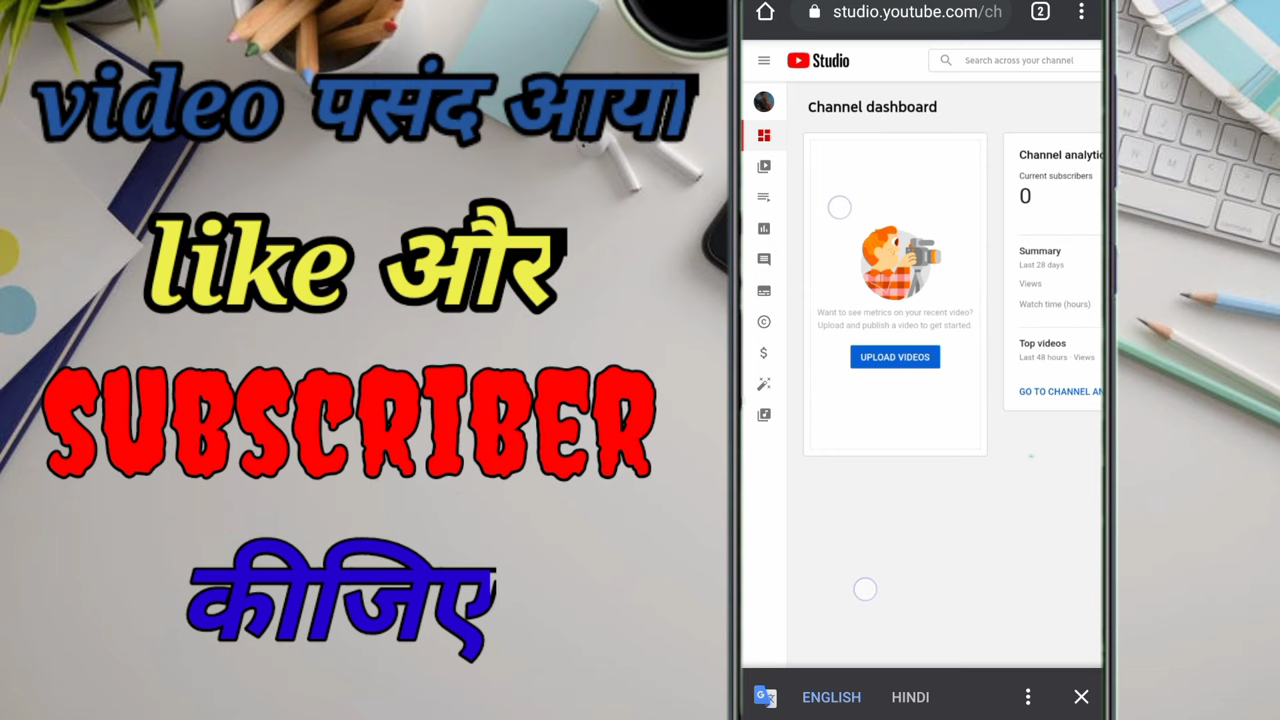 video पसंद आया
like और
SUBSCRIBER
कीजिए
studio.youtube.com/ch
2
Studio
Search across your channel
Channel dashboard
Want to see metrics on your recent video?
Upload and publish a video to get started.
UPLOAD VIDEOS
Channel analytic
Current subscribers
0
Summary
Last 28 days
Views
Watch time (hours)
Top videos
Last 48 hours · Views
GO TO CHANNEL AN
G
ENGLISH
HINDI